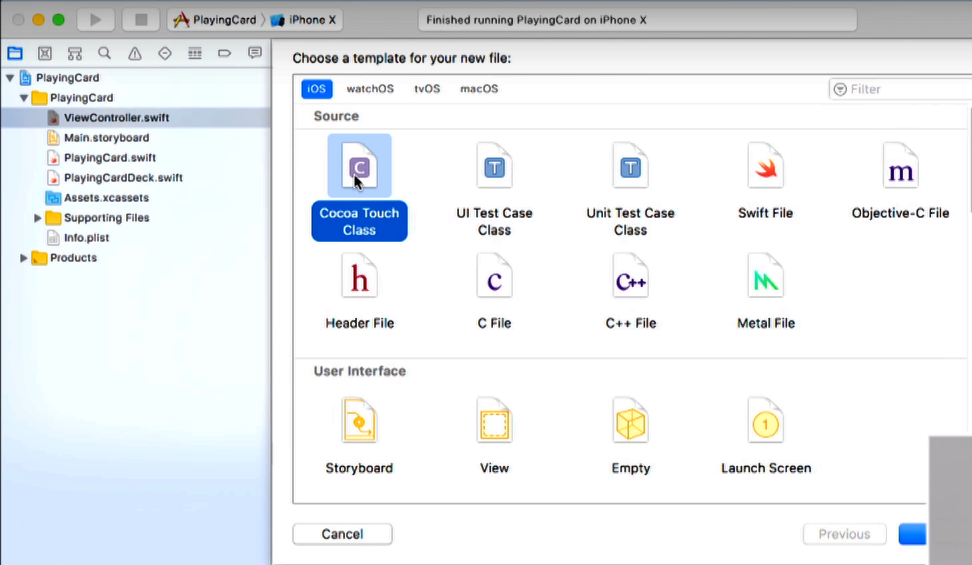 PlayingCard 〉 iPhone X
Finished running PlayingCard on iPhone X
PlayingCard
PlayingCard
ViewController.swift
Main.storyboard
PlayingCard.swift
PlayingCardDeck.swift
Assets.xcassets
Supporting Files
Info.plist
Products
Choose a template for your new file:
iOS watchOS tvOS macOS
Filter
Source
C
T
T
m
Cocoa Touch
Class
UI Test Case
Class
Unit Test Case
Class
Swift File
Objective-C File
h
c
C++
Header File
C File
C++ File
Metal File
User Interface
1
Storyboard
View
Empty
Launch Screen
Cancel
Previous